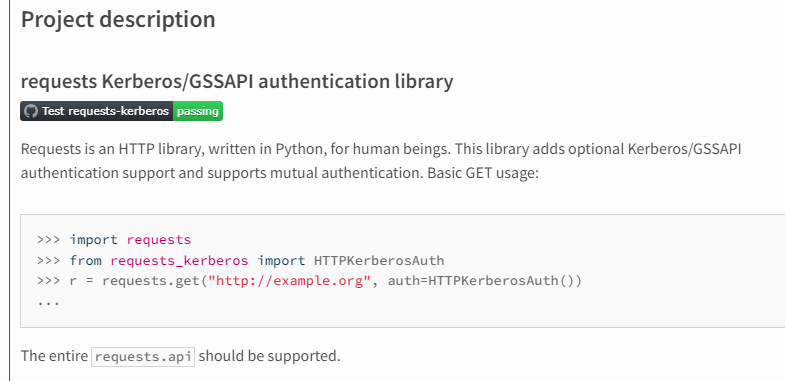 Project description
requests Kerberos/GSSAPI authentication library
Test requests-kerberos passing
Requests is an HTTP library, written in Python, for human beings. This library adds optional Kerberos/GSSAPI
authentication support and supports mutual authentication. Basic GET usage:
>>> import requests
>>> from requests_kerberos import HTTPKerberosAuth
>>> r = requests.get("http://example.org", auth=HTTPKerberosAuth())
...
The entire requests.api should be supported.